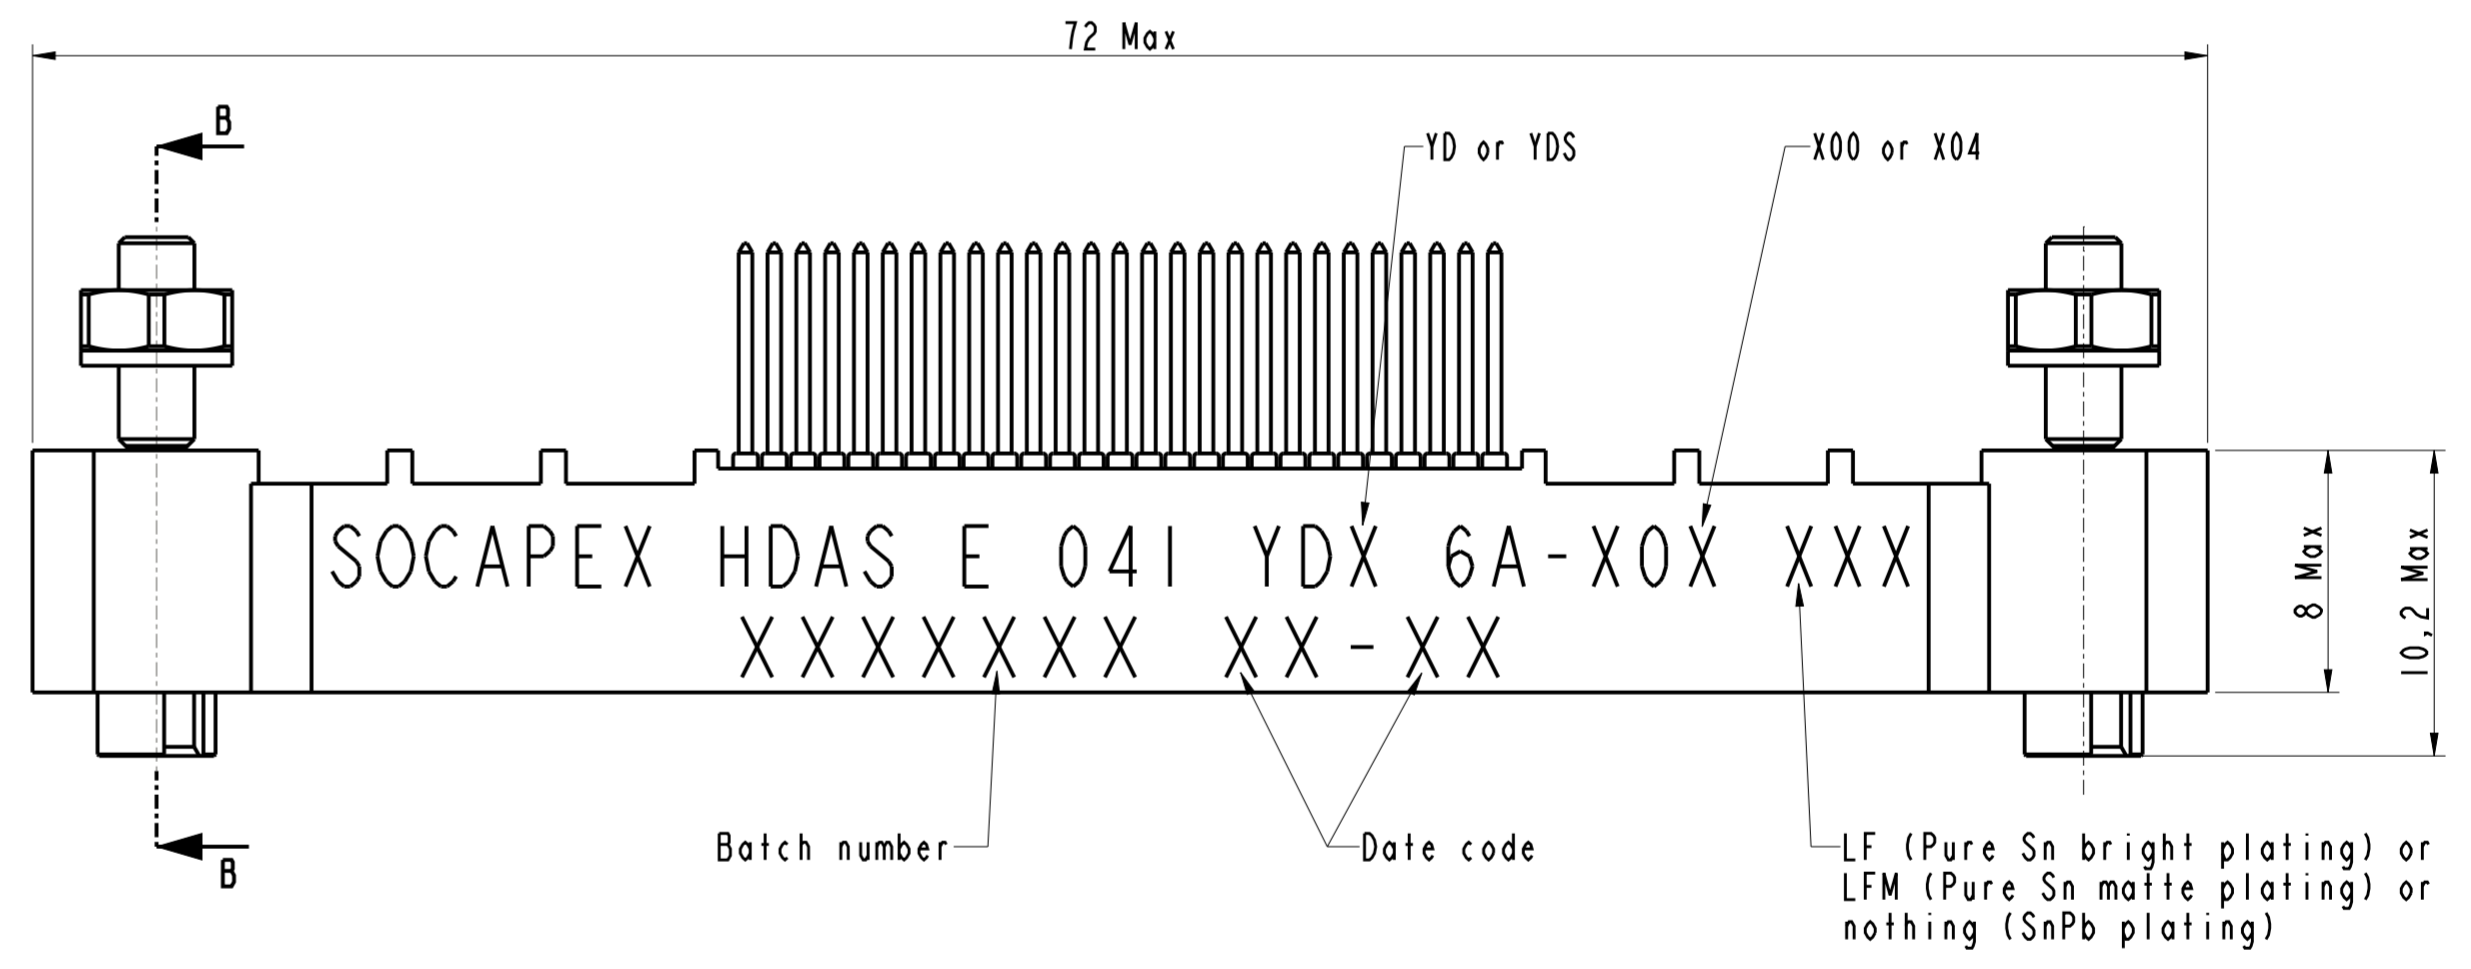 72 Max
B
YD or YDS
X00 or X04
SOCAPEX HDAS E 041 YDX 6A-X0X XXX
XXXXXXX XX-XX
8 Max
10,2 Max
Batch number
Date code
B
LF (Pure Sn bright plating) or
LFM (Pure Sn matte plating) or
nothing (SnPb plating)